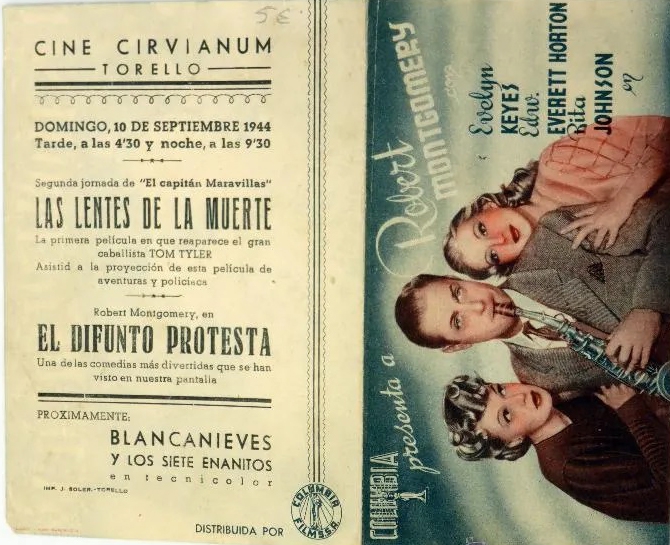 5€
CINE CIRVIANUM
TORELLO
DOMINGO, 10 DE SEPTIEMBRE 1944
Tarde, a las 4'30 y noche, a las 9'30
Segunda jornada de "El capitán Maravillas"
LAS LENTES DE LA MUERTE
La primera película en que reaparece el gran
caballista TOM TYLER
Asistid a la proyección de esta película de
aventuras y policíaca
Robert Montgomery, en
EL DIFUNTO PROTESTA
Una de las comedias más divertidas que se han
visto en nuestra pantalla
PROXIMAMENTE:
BLANCANIEVES
Y LOS SIETE ENANITOS
en tecnicolor
IMP. J. SOLER.-TORELLO
DISTRIBUIDA POR
COLUMBIA
FILMS S.A.
COLUMBIA
presenta a
Robert
MONTGOMERY
con
Evelyn
KEYES
Edw.
EVERETT HORTON
Rita
JOHNSON
en